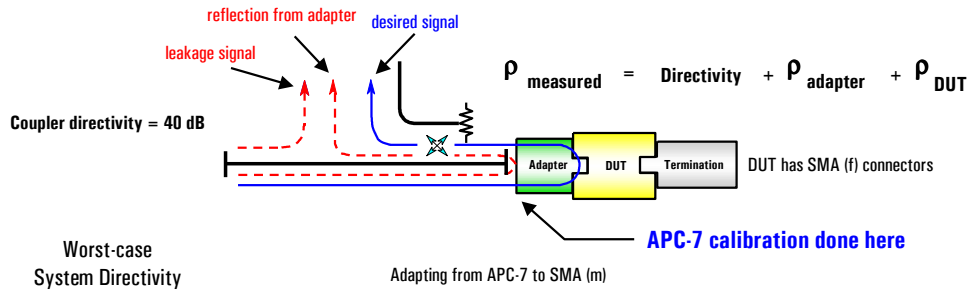 reflection from adapter
leakage signal
desired signal
ρ measured = Directivity + ρ adapter + ρ DUT
Coupler directivity = 40 dB
Adapter
DUT
Termination
DUT has SMA (f) connectors
APC-7 calibration done here
Worst-case
System Directivity
Adapting from APC-7 to SMA (m)